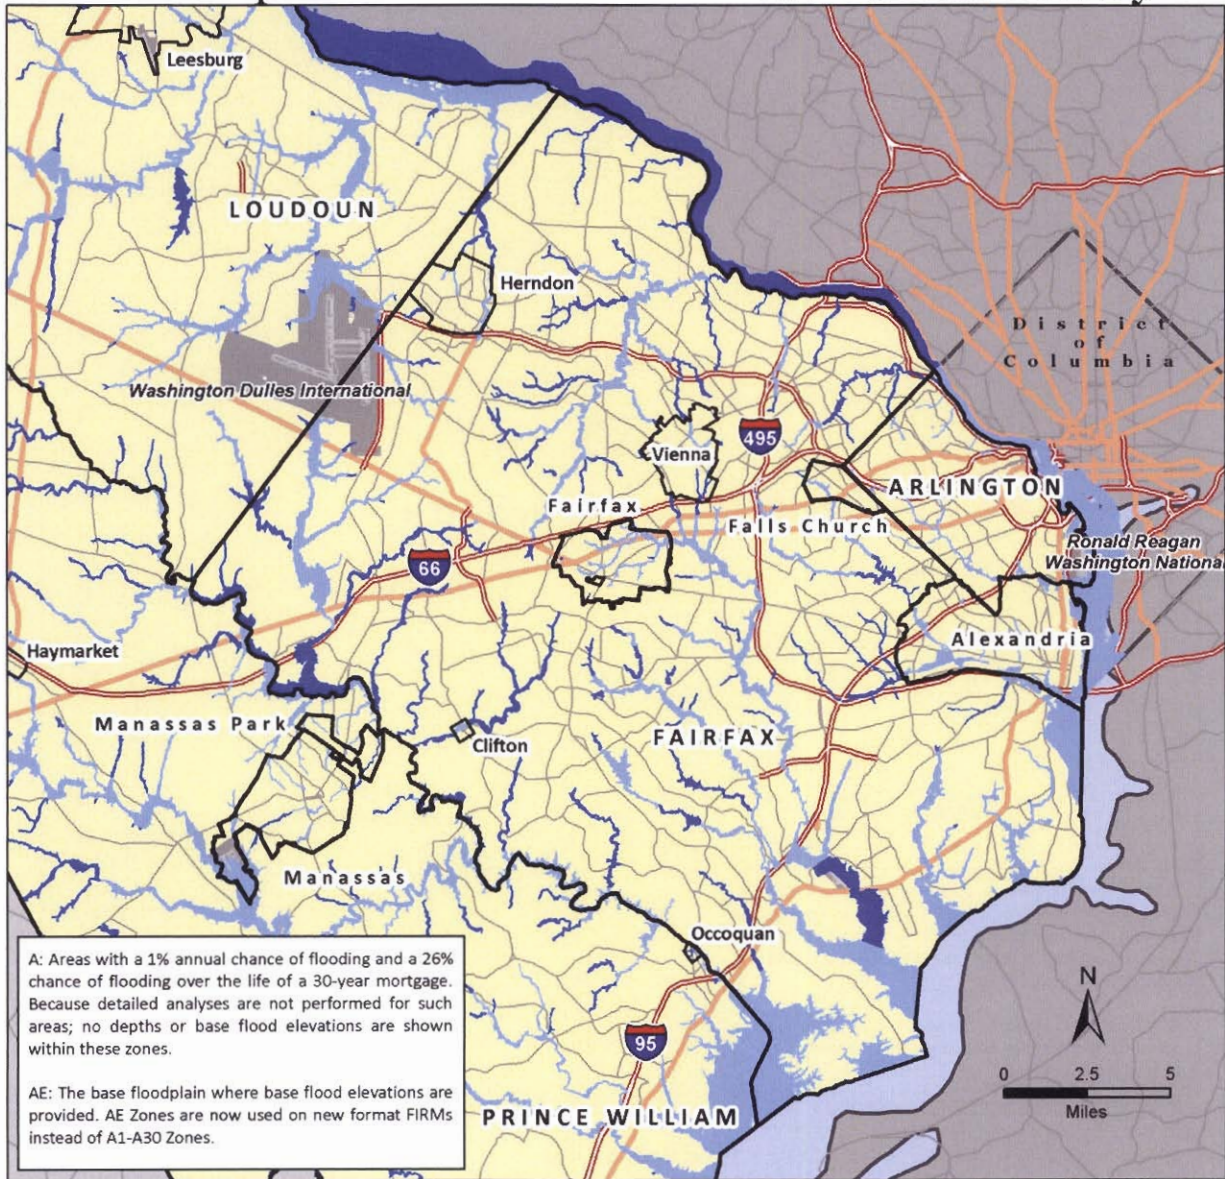 Leesburg
LOUDOUN
Herndon
District
of
Columbia
Washington Dulles International
495
Vienna
ARLINGTON
Fairfax
Falls Church
Ronald Reagan
Washington National
66
Alexandria
Haymarket
Manassas Park
Clifton
FAIRFAX
Manassas
Occoquan
A: Areas with a 1% annual chance of flooding and a 26%
chance of flooding over the life of a 30-year mortgage.
Because detailed analyses are not performed for such
areas; no depths or base flood elevations are shown
within these zones.
AE: The base floodplain where base flood elevations are
provided. AE Zones are now used on new format FIRMs
instead of A1-A30 Zones.
N
0 2.5 5
Miles
95
PRINCE WILLIAM